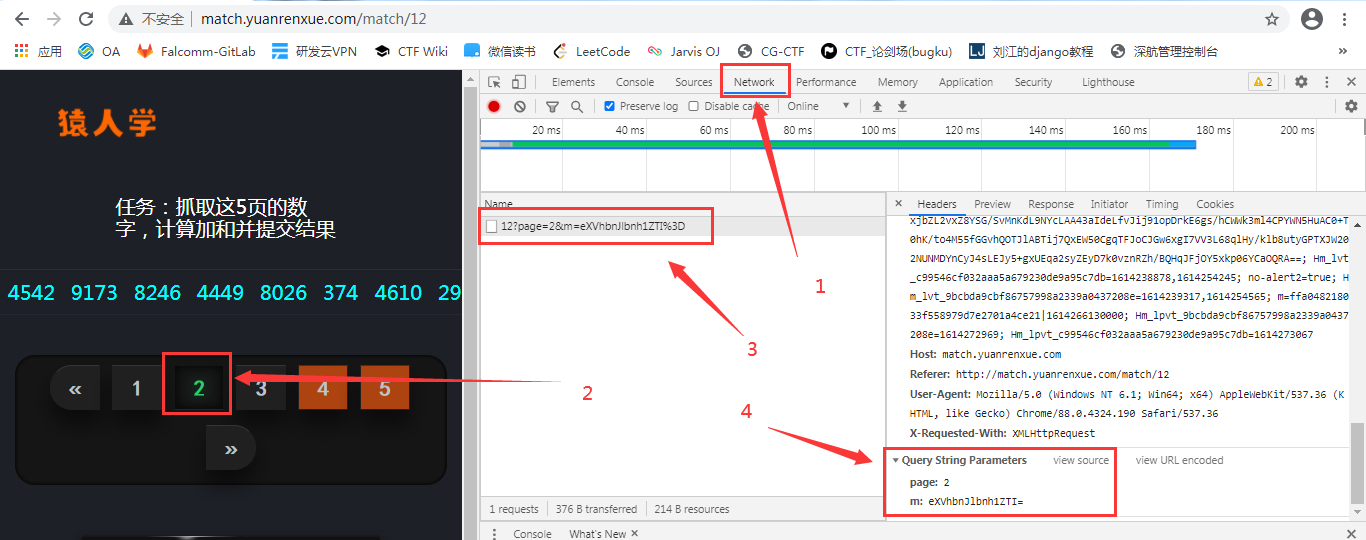 不安全 | match.yuanrenxue.com/match/12
应用 OA Falcomm-GitLab 研发云VPN CTF Wiki 微信读书 LeetCode Jarvis OJ CG-CTF CTF_论剑场(bugku) 刘江的django教程 深航管理控制台 »
猿人学
任务：抓取这5页的数
字，计算加和并提交结果
4542 9173 8246 4449 8026 374 4610 29
« 1 2 3 4 5
»
Elements Console Sources Network Performance Memory Application Security Lighthouse 2
Preserve log Disable cache Online
20 ms 40 ms 60 ms 80 ms 100 ms 120 ms 140 ms 160 ms 180 ms 200 ms
Name
12?page=2&m=eXVhbnJlbnh1ZTI%3D
1
2
3
4
1 requests 376 B transferred 214 B resources
Headers Preview Response Initiator Timing Cookies
2NUNMDYnCyJ4sLEJy5+gxUEqa2syZEyD7k0vznRZh/BQHqJFjOY5xkp06YCaOQRA==; Hm_lvt
_c99546cf032aaa5a679230de9a95c7db=1614238878,1614254245; no-alert2=true; H
m_lvt_9bcbda9cbf86757998a2339a0437208e=1614239317,1614254565; m=ffa0482180
33f558979d7e2701a4ce21|1614266130000; Hm_lpvt_9bcbda9cbf86757998a2339a0437
208e=1614272969; Hm_lpvt_c99546cf032aaa5a679230de9a95c7db=1614273067
Host: match.yuanrenxue.com
Referer: http://match.yuanrenxue.com/match/12
User-Agent: Mozilla/5.0 (Windows NT 6.1; Win64; x64) AppleWebKit/537.36 (K
HTML, like Gecko) Chrome/88.0.4324.190 Safari/537.36
X-Requested-With: XMLHttpRequest
Query String Parameters view source view URL encoded
page: 2
m: eXVhbnJlbnh1ZTI=
Console What's New